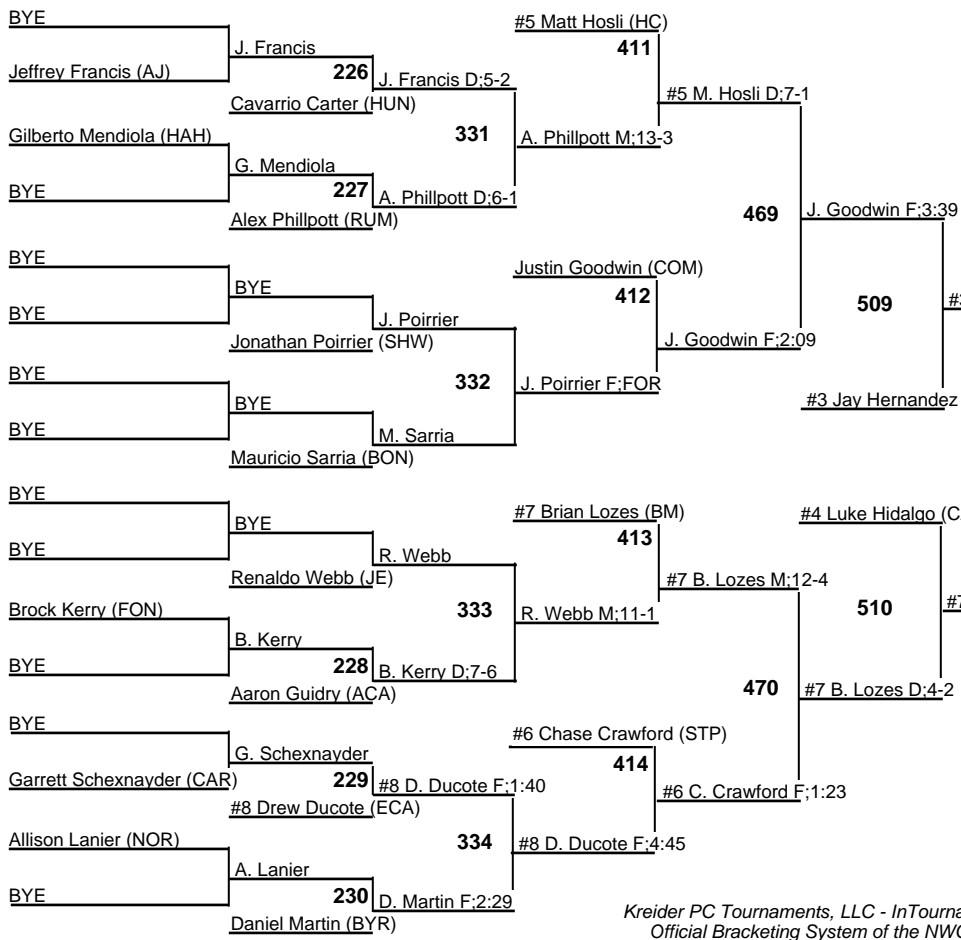 BYE
#5 Matt Hosli (HC)
411
J. Francis
226
Jeffrey Francis (AJ)
J. Francis D;5-2
Cavarrio Carter (HUN)
#5 M. Hosli D;7-1
331
Gilberto Mendiola (HAH)
A. Phillpott M;13-3
G. Mendiola
227
BYE
A. Phillpott D;6-1
Alex Phillpott (RUM)
469
J. Goodwin F;3:39
BYE
Justin Goodwin (COM)
412
BYE
509
BYE
J. Poirrier
Jonathan Poirrier (SHW)
J. Goodwin F;2:09
BYE
332
J. Poirrier F;FOR
#3 Jay Hernandez
BYE
BYE
M. Sarria
Mauricio Sarria (BON)
BYE
#7 Brian Lozes (BM)
#4 Luke Hidalgo (C
413
BYE
BYE
R. Webb
Renaldo Webb (JE)
#7 B. Lozes M;12-4
Brock Kerry (FON)
333
R. Webb M;11-1
510
B. Kerry
228
BYE
B. Kerry D;7-6
Aaron Guidry (ACA)
470
#7 B. Lozes D;4-2
BYE
#6 Chase Crawford (STP)
G. Schexnayder
414
229
Garrett Schexnayder (CAR)
#8 D. Ducote F;1:40
#8 Drew Ducote (ECA)
#6 C. Crawford F;1:23
Allison Lanier (NOR)
334
#8 D. Ducote F;4:45
A. Lanier
230
BYE
D. Martin F;2:29
Daniel Martin (BYR)
Kreider PC Tournaments, LLC - InTourna
Official Bracketing System of the NWC